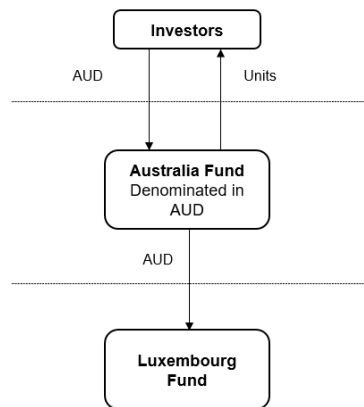 Investors
AUD
Units
Australia Fund
Denominated in
AUD
AUD
Luxembourg
Fund